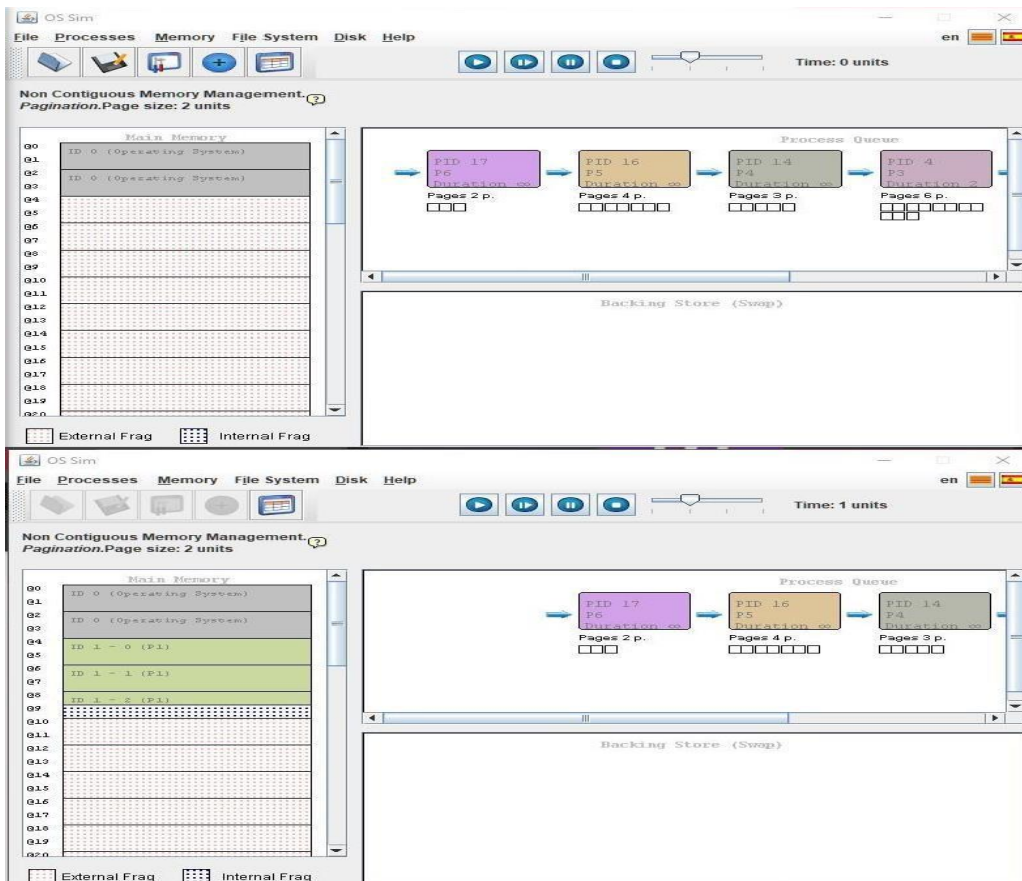 OS Sim
File Processes Memory File System Disk Help
en
Time: 0 units
Non Contiguous Memory Management.
Pagination.Page size: 2 units
Main Memory
Process Queue
@0
ID 0 (Operating System)
@1
@2
ID 0 (Operating System)
@3
@4
@5
@6
@7
@8
@9
@10
@11
@12
@13
@14
@15
@16
@17
@18
@19
@20
PID 17
P6
Duration ∞
Pages 2 p.
PID 16
P5
Duration ∞
Pages 4 p.
PID 14
P4
Duration ∞
Pages 3 p.
PID 4
P3
Duration 2
Pages 6 p.
Backing Store (Swap)
External Frag Internal Frag
OS Sim
File Processes Memory File System Disk Help
en
Time: 1 units
Non Contiguous Memory Management.
Pagination.Page size: 2 units
Main Memory
Process Queue
@0
ID 0 (Operating System)
@1
@2
ID 0 (Operating System)
@3
@4
ID 1 - 0 (P1)
@5
@6
ID 1 - 1 (P1)
@7
@8
ID 1 - 2 (P1)
@9
@10
@11
@12
@13
@14
@15
@16
@17
@18
@19
@20
PID 17
P6
Duration ∞
Pages 2 p.
PID 16
P5
Duration ∞
Pages 4 p.
PID 14
P4
Duration ∞
Pages 3 p.
Backing Store (Swap)
External Frag Internal Frag